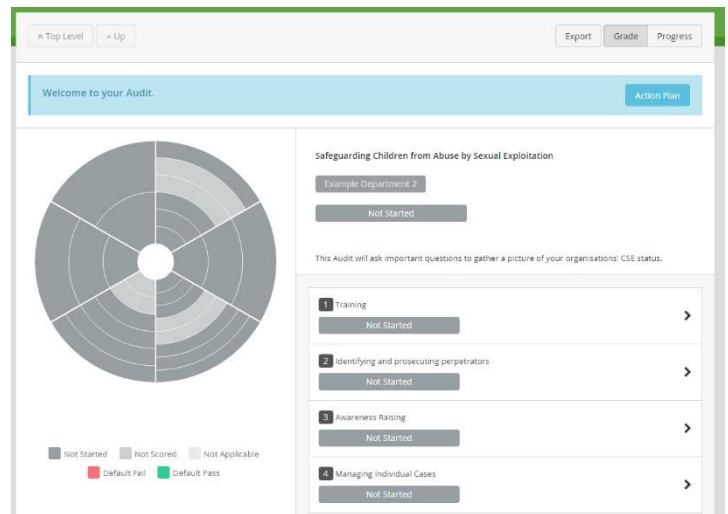 Top Level
Up
Export
Grade
Progress
Welcome to your Audit.
Action Plan
Safeguarding Children from Abuse by Sexual Exploitation
Example Department 2
Not Started
This Audit will ask important questions to gather a picture of your organisations' CSE status.
1 Training
Not Started
2 Identifying and prosecuting perpetrators
Not Started
3 Awareness Raising
Not Started
4 Managing Individual Cases
Not Started
Not Started Not Scored Not Applicable
Default Fail Default Pass